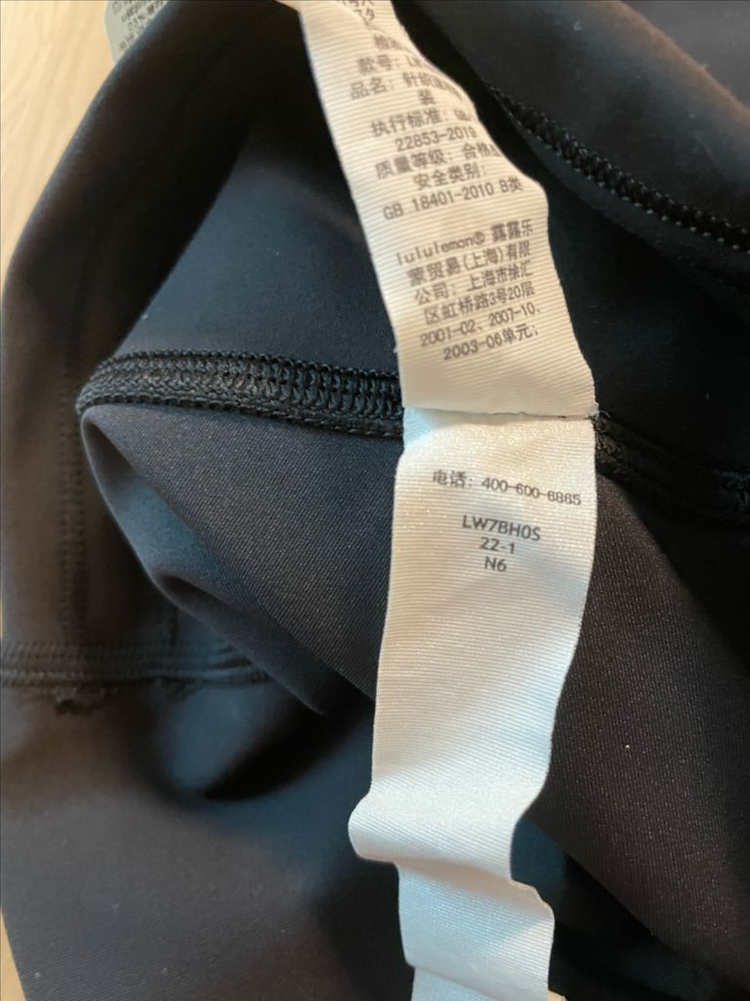 款号:
品名: 针织
装
执行标准:
22853-2019
质量等级: 合格
安全类别:
GB 18401-2010 B类
lululemon® 露露乐
蒙贸易(上海)有限
公司: 上海市徐汇
区虹桥路3号20层
2001-02、2007-10、
2003-06单元;
电话: 400-600-6865
LW7BH0S
22-1
N6